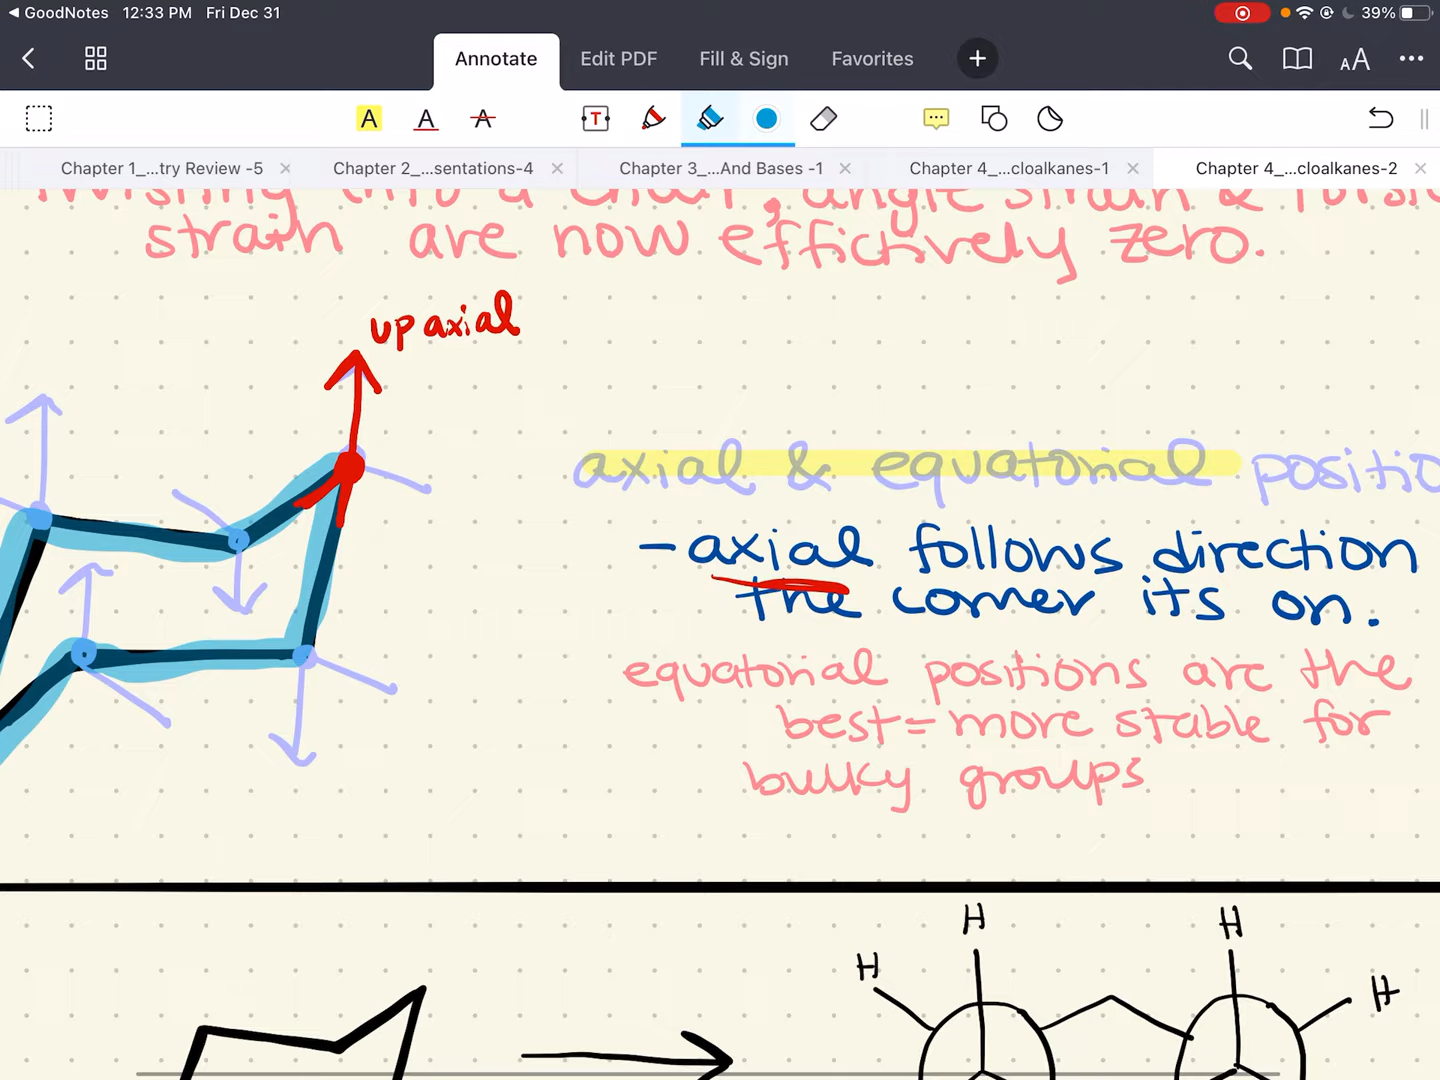 GoodNotes 12:33 PM Fri Dec 31 39%
Annotate Edit PDF Fill & Sign Favorites
AA
A A A T
Chapter 1_...try Review -5 Chapter 2_...sentations-4 Chapter 3_...And Bases -1 Chapter 4_...cloalkanes-1 Chapter 4_...cloalkanes-2
strain are now effictively zero.
up axial
axial & equatorial positio
- axial follows direction
the corner its on.
equatorial positions are the
best = more stable for
bulky groups
H H
H H